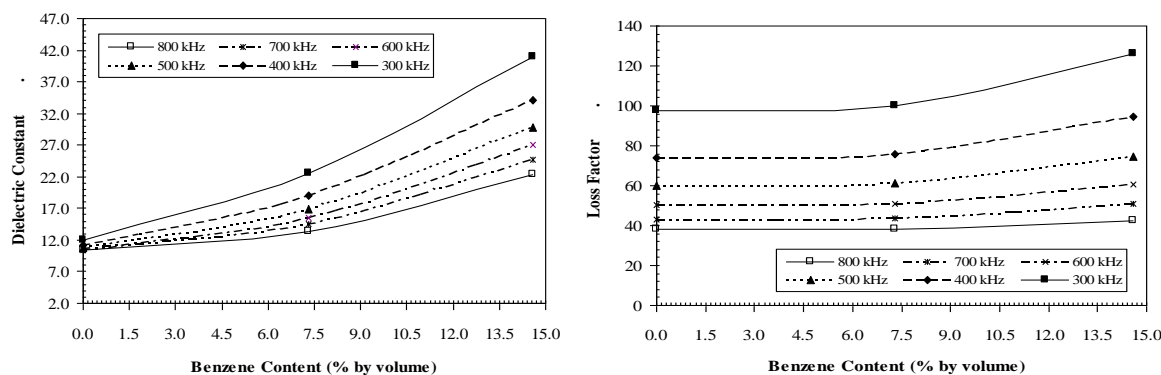 Dielectric Constant
47.0
42.0
37.0
32.0
27.0
22.0
17.0
12.0
7.0
2.0
800 kHz 700 kHz 600 kHz
500 kHz 400 kHz 300 kHz
0.0 1.5 3.0 4.5 6.0 7.5 9.0 10.5 12.0 13.5 15.0
Benzene Content (% by volume)
Loss Factor
140
120
100
80
60
40
20
0
800 kHz 700 kHz 600 kHz
500 kHz 400 kHz 300 kHz
0.0 1.5 3.0 4.5 6.0 7.5 9.0 10.5 12.0 13.5 15.0
Benzene Content (% by volume)